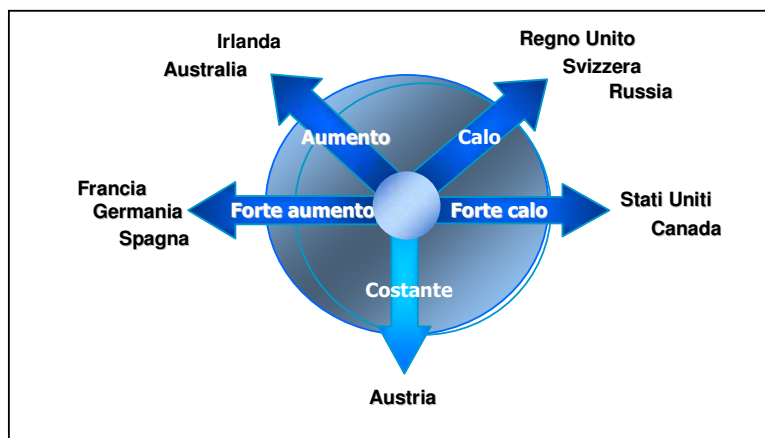 Irlanda
Australia
Regno Unito
Svizzera
Russia
Aumento
Calo
Francia
Germania
Spagna
Forte aumento
Forte calo
Stati Uniti
Canada
Costante
Austria